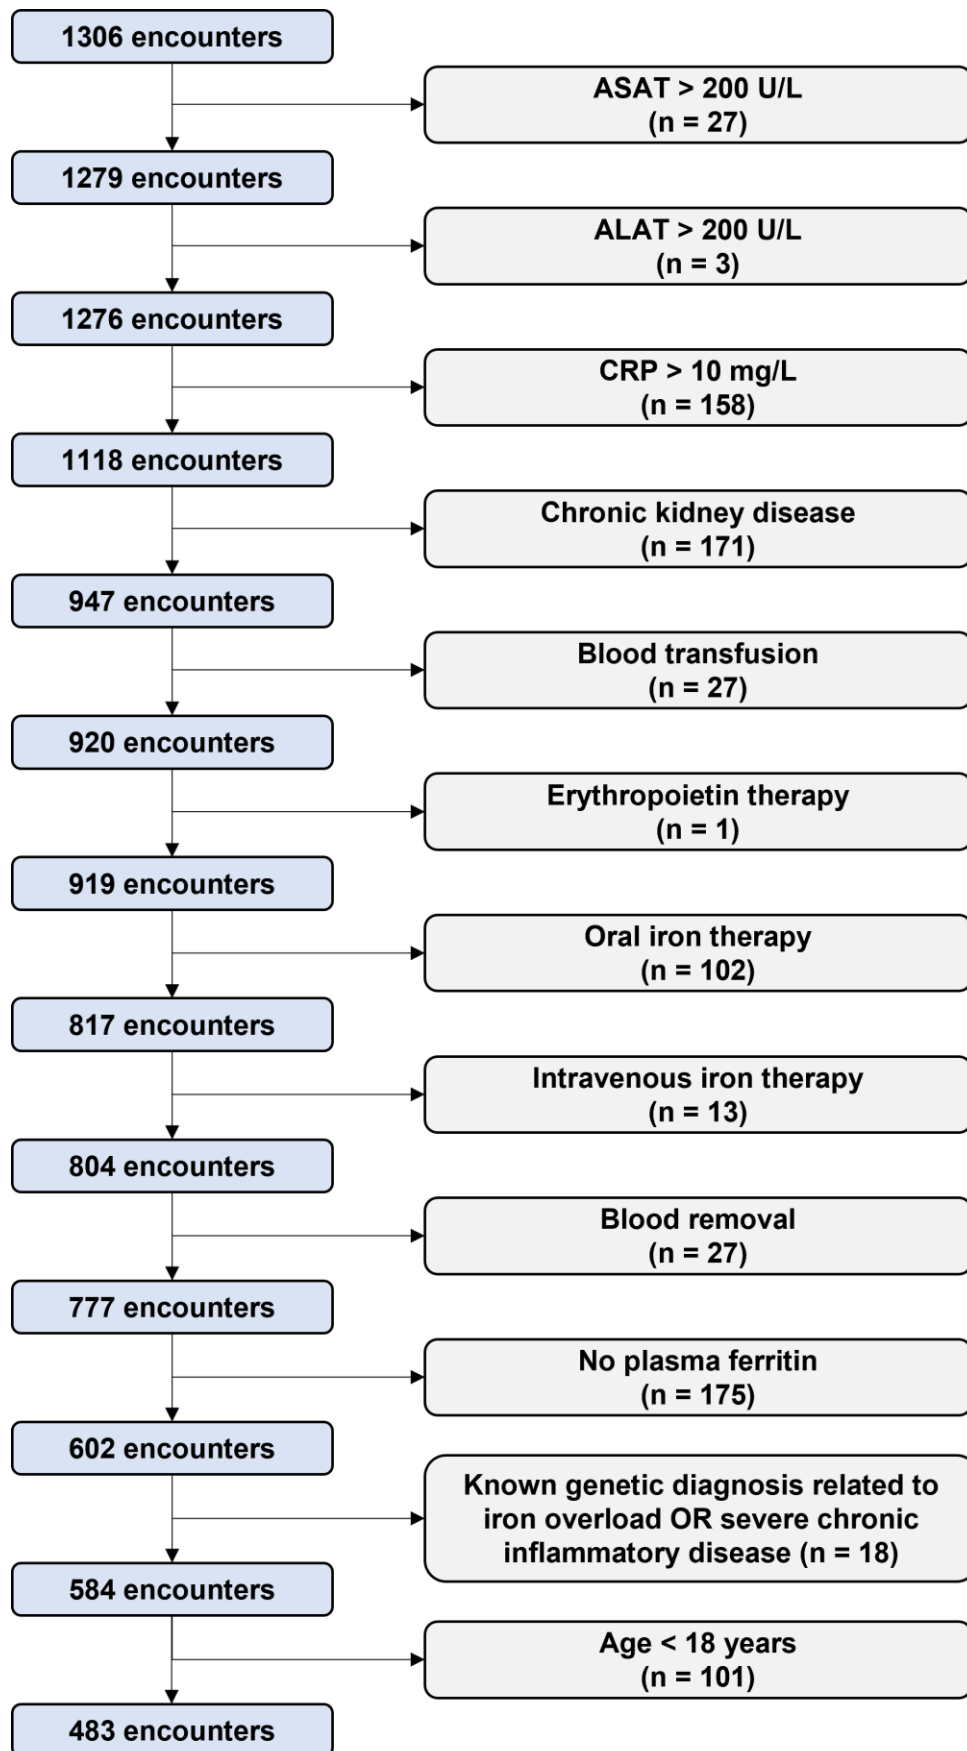 1306 encounters
ASAT > 200 U/L
(n = 27)
1279 encounters
ALAT > 200 U/L
(n = 3)
1276 encounters
CRP > 10 mg/L
(n = 158)
1118 encounters
Chronic kidney disease
(n = 171)
947 encounters
Blood transfusion
(n = 27)
920 encounters
Erythropoietin therapy
(n = 1)
919 encounters
Oral iron therapy
(n = 102)
817 encounters
Intravenous iron therapy
(n = 13)
804 encounters
Blood removal
(n = 27)
777 encounters
No plasma ferritin
(n = 175)
602 encounters
Known genetic diagnosis related to
iron overload OR severe chronic
inflammatory disease (n = 18)
584 encounters
Age < 18 years
(n = 101)
483 encounters